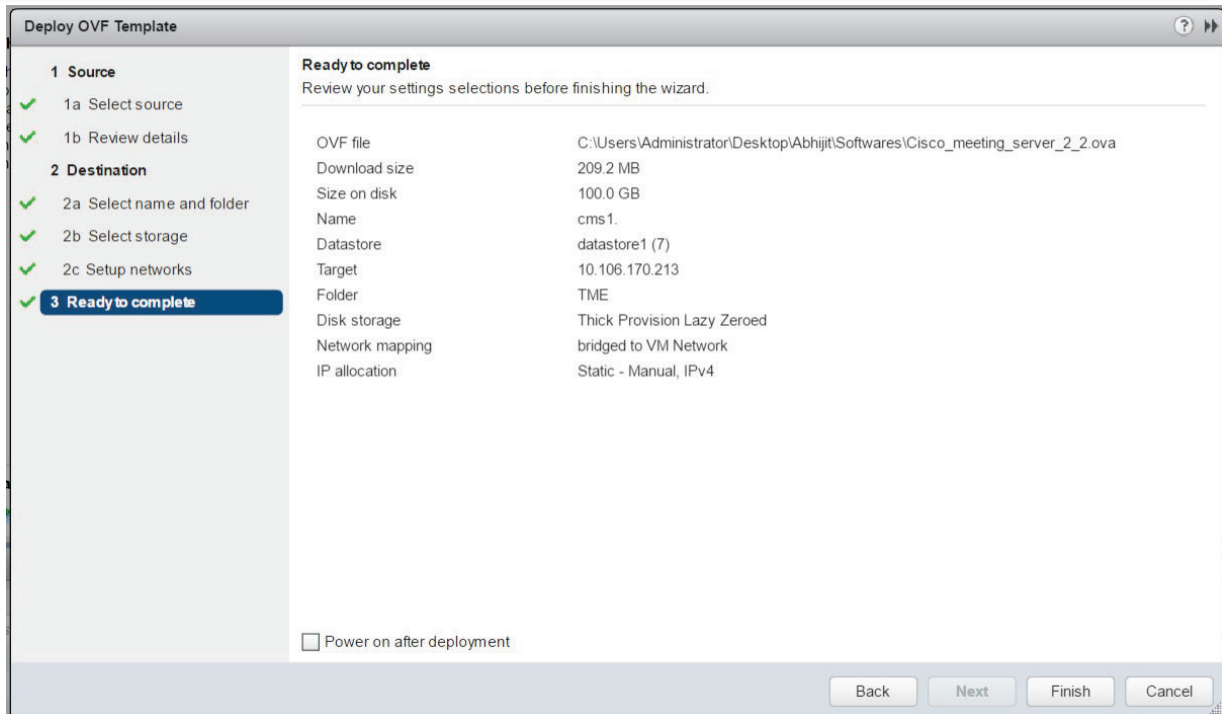 Deploy OVF Template
?
1 Source
1a Select source
1b Review details
2 Destination
2a Select name and folder
2b Select storage
2c Setup networks
3 Ready to complete
Ready to complete
Review your settings selections before finishing the wizard.
OVF file C:\Users\Administrator\Desktop\Abhijit\Softwares\Cisco_meeting_server_2_2.ova
Download size 209.2 MB
Size on disk 100.0 GB
Name cms1.
Datastore datastore1 (7)
Target 10.106.170.213
Folder TME
Disk storage Thick Provision Lazy Zeroed
Network mapping bridged to VM Network
IP allocation Static - Manual, IPv4
Power on after deployment
Back Next Finish Cancel